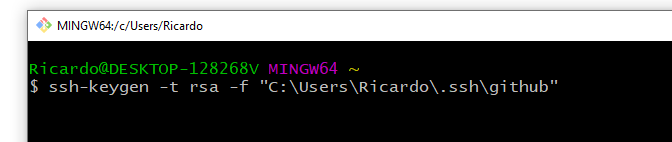 MINGW64:/c/Users/Ricardo
Ricardo@DESKTOP-128268V MINGW64 ~
$ ssh-keygen -t rsa -f "C:\Users\Ricardo\.ssh\github"